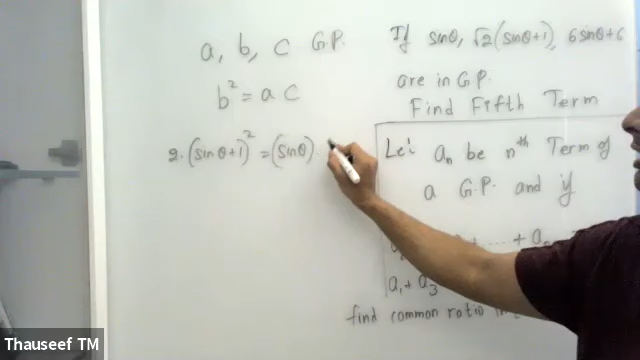 a, b, c G.P.
b² = a c
2.(sinθ+1)² = (sinθ)
If sinθ, √2(sinθ+1), 6sinθ+6
are in G.P.
Find Fifth Term
Let aₙ be nᵗʰ Term of
a G.P. and if
+ ... +
a₁ + a₃
find common ratio
Thauseef TM